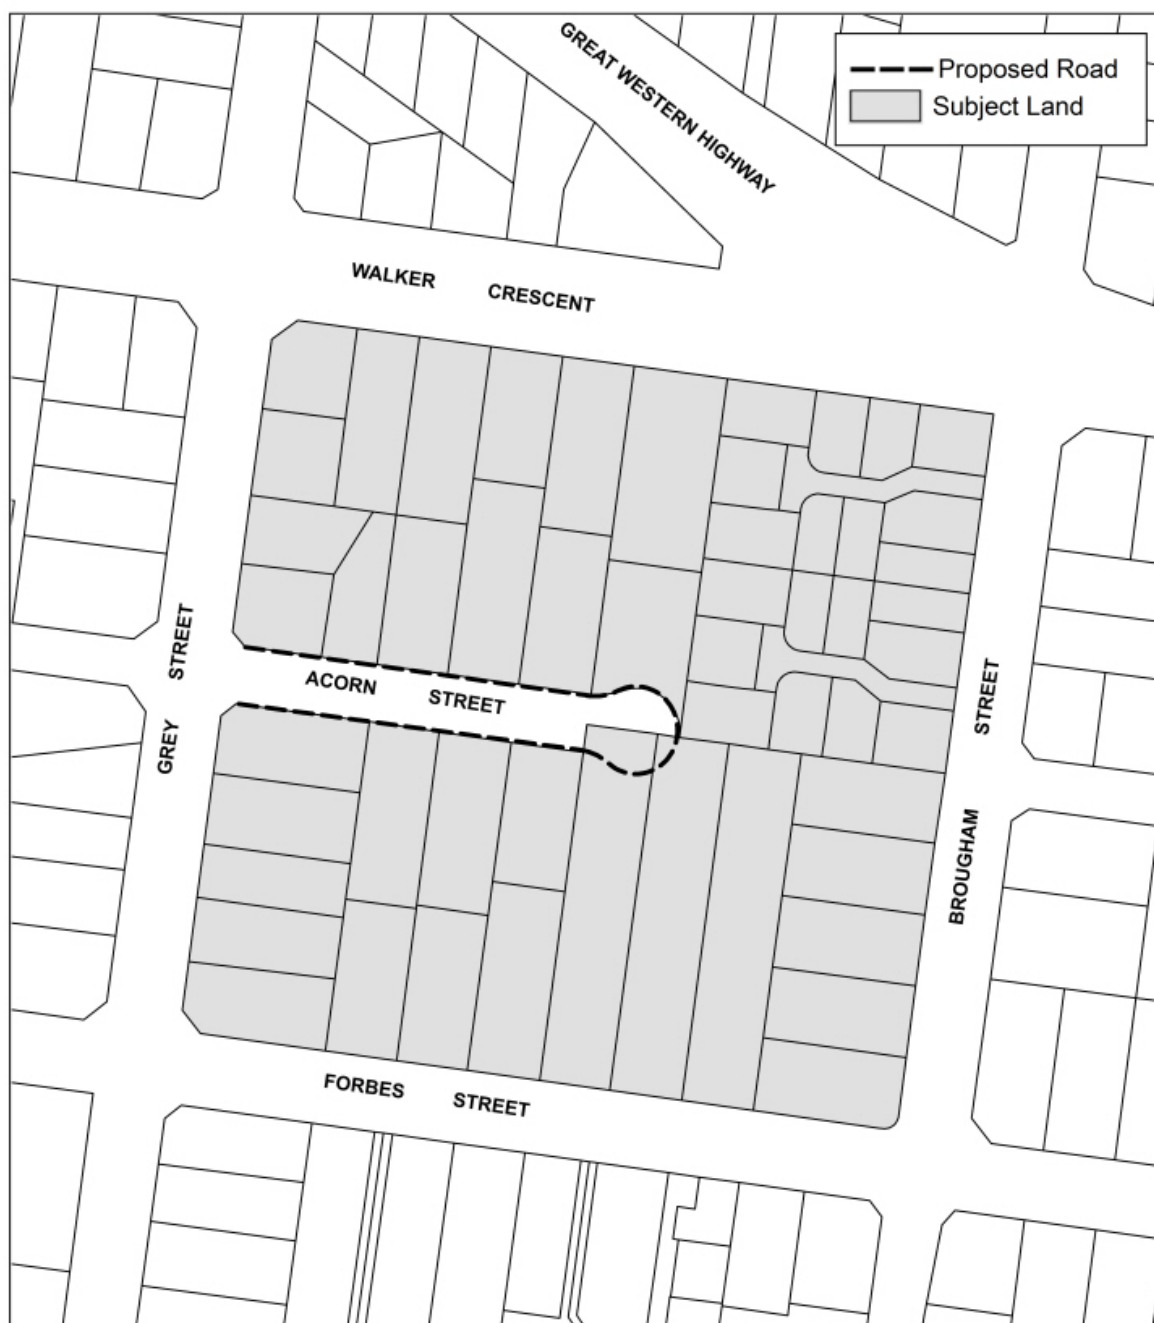 GREAT WESTERN HIGHWAY
Proposed Road
Subject Land
WALKER CRESCENT
ACORN STREET
GREY STREET
BROUGHAM STREET
FORBES STREET